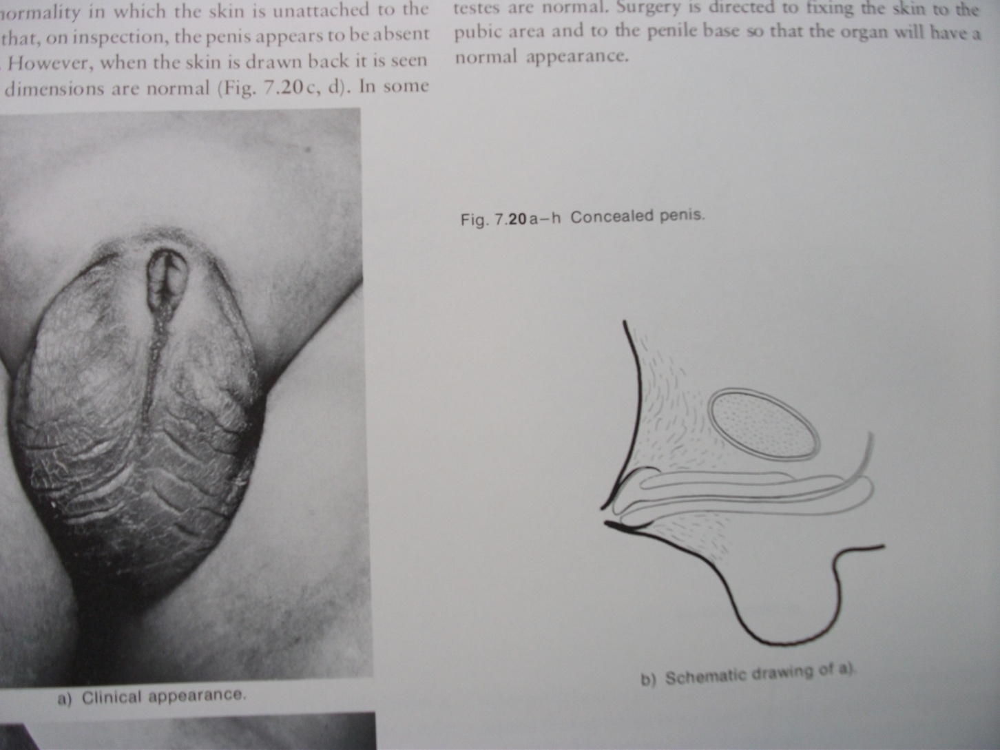 normality in which the skin is unattached to the
that, on inspection, the penis appears to be absent
. However, when the skin is drawn back it is seen
dimensions are normal (Fig. 7.20 c, d). In some
testes are normal. Surgery is directed to fixing the skin to the
pubic area and to the penile base so that the organ will have a
normal appearance.
Fig. 7.20 a–h Concealed penis.
a) Clinical appearance.
b) Schematic drawing of a).